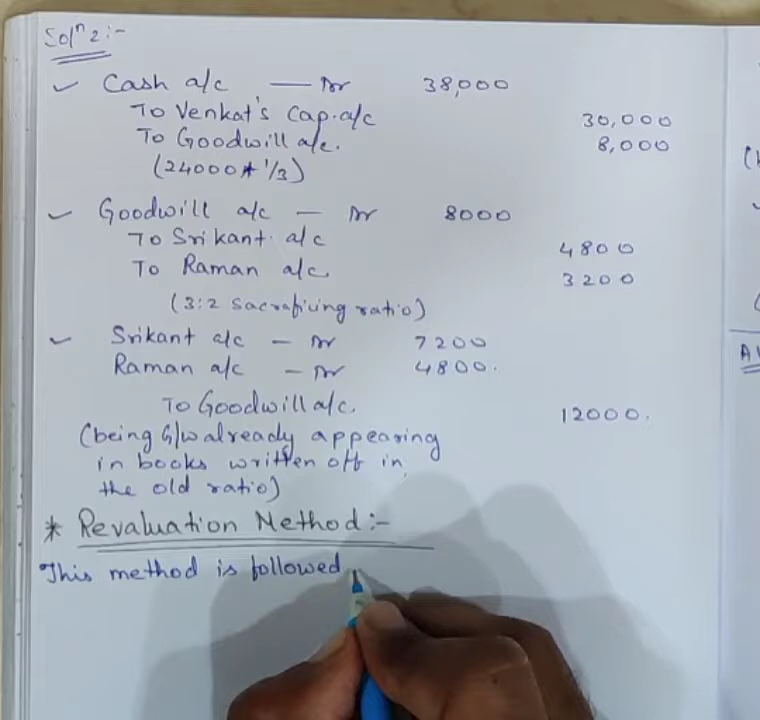 Solⁿ 2:-
✓ Cash a/c — Dr 38,000
To Venkat's Cap. a/c 30,000
To Goodwill a/c. 8,000
(24000 * 1/3)
✓ Goodwill a/c — Dr 8000
To Srikant a/c 4800
To Raman a/c. 3200
(3:2 Sacraficing ratio)
✓ Srikant a/c — Dr 7200
Raman a/c — Dr 4800.
To Goodwill a/c. 12000.
(being G/w already appearing
in books written off in
the old ratio)
* Revaluation Method:-
This method is followed